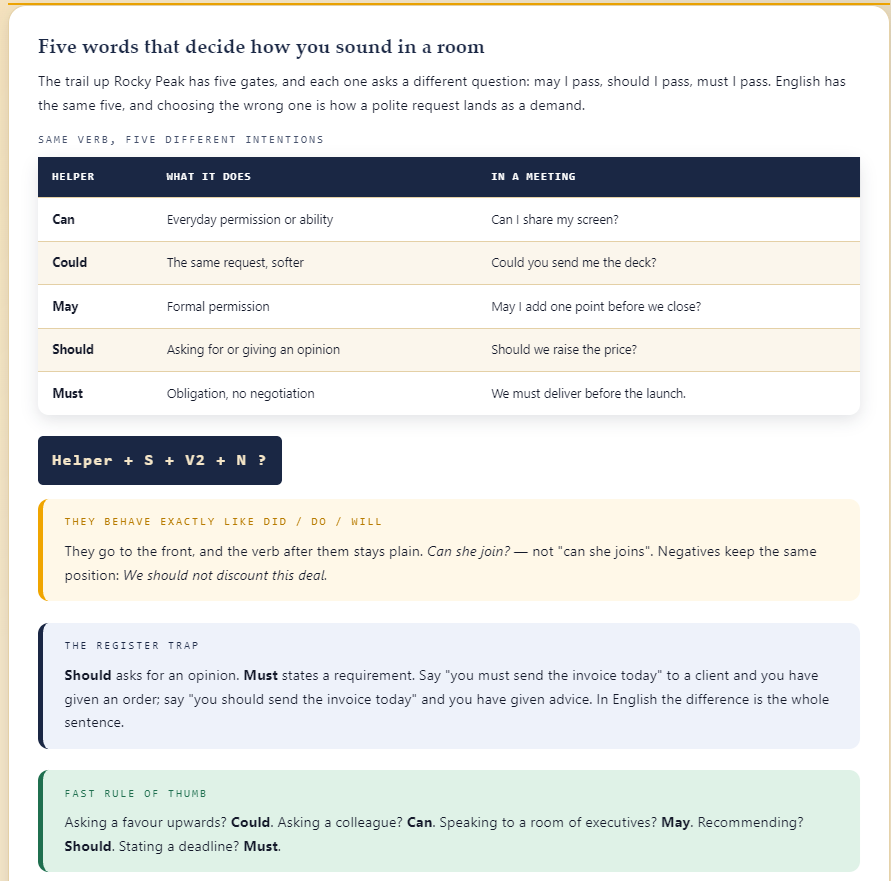 Five words that decide how you sound in a room
The trail up Rocky Peak has five gates, and each one asks a different question: may I pass, should I pass, must I pass. English has
the same five, and choosing the wrong one is how a polite request lands as a demand.
SAME VERB, FIVE DIFFERENT INTENTIONS
HELPER WHAT IT DOES IN A MEETING
Can Everyday permission or ability Can I share my screen?
Could The same request, softer Could you send me the deck?
May Formal permission May I add one point before we close?
Should Asking for or giving an opinion Should we raise the price?
Must Obligation, no negotiation We must deliver before the launch.
Helper + S + V2 + N ?
THEY BEHAVE EXACTLY LIKE DID / DO / WILL
They go to the front, and the verb after them stays plain. Can she join? — not "can she joins". Negatives keep the same
position: We should not discount this deal.
THE REGISTER TRAP
Should asks for an opinion. Must states a requirement. Say "you must send the invoice today" to a client and you have
given an order; say "you should send the invoice today" and you have given advice. In English the difference is the whole
sentence.
FAST RULE OF THUMB
Asking a favour upwards? Could. Asking a colleague? Can. Speaking to a room of executives? May. Recommending?
Should. Stating a deadline? Must.